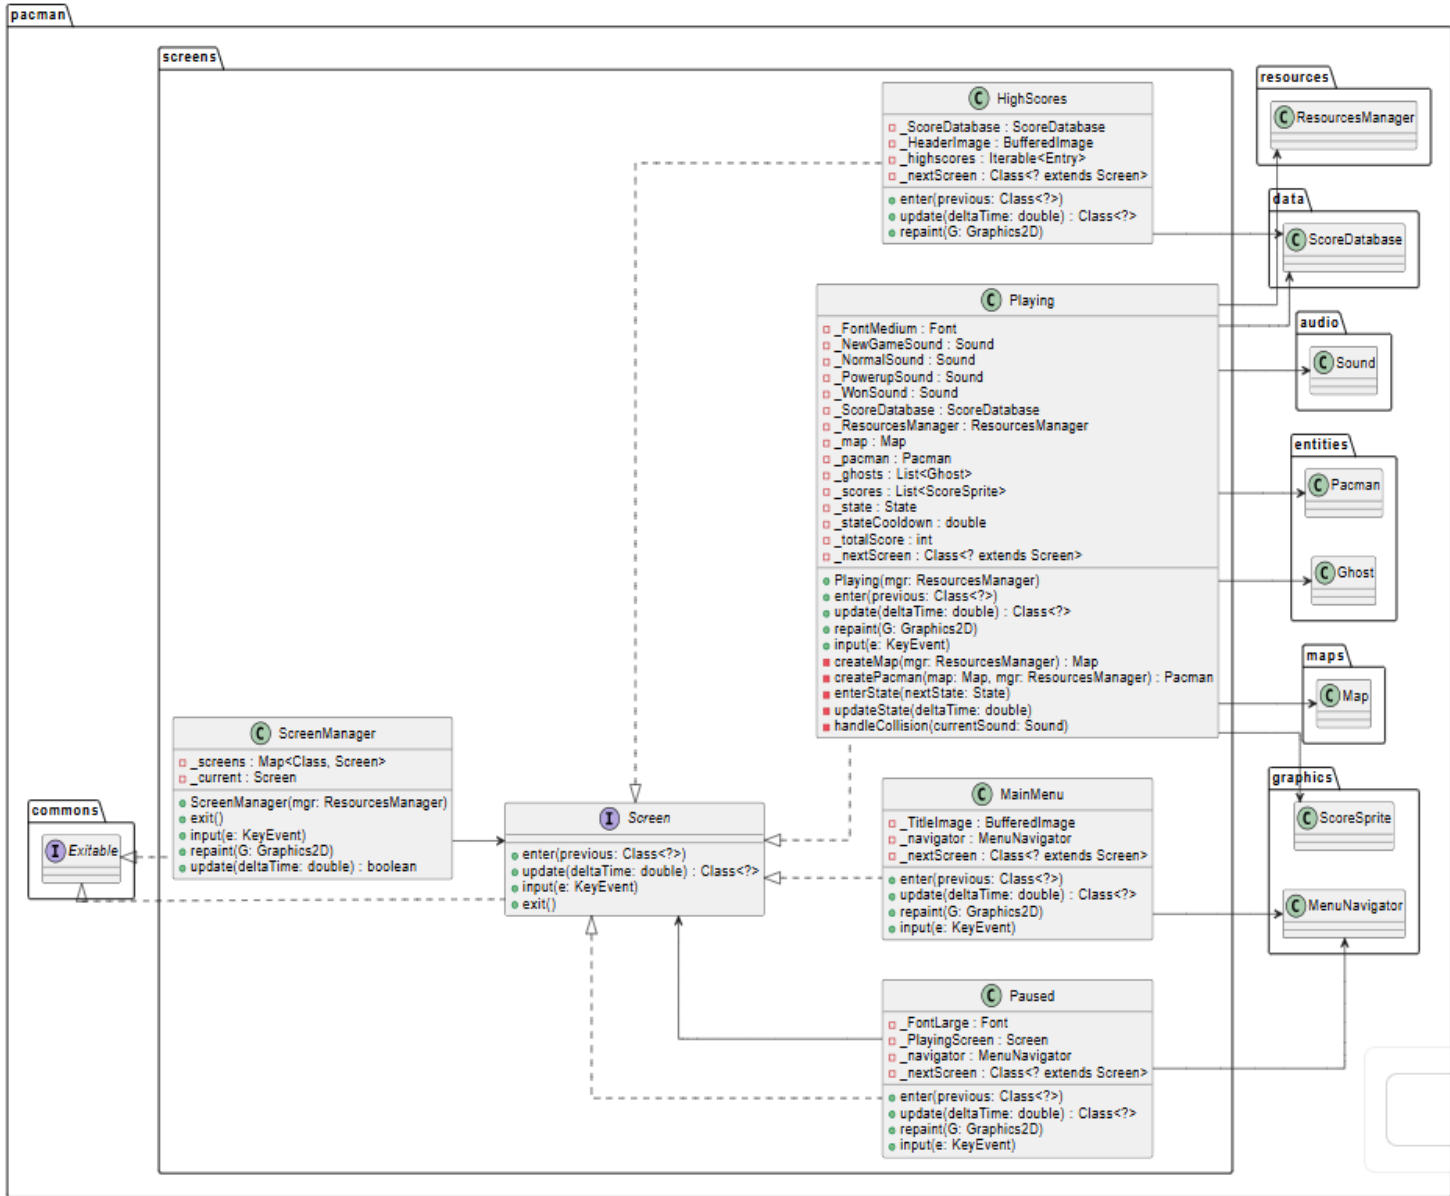 pacman
screens
HighScores
_ScoreDatabase : ScoreDatabase
_HeaderImage : BufferedImage
_highscores : Iterable<Entry>
_nextScreen : Class<? extends Screen>
enter(previous: Class<?>)
update(deltaTime: double) : Class<?>
repaint(G: Graphics2D)
resources
ResourcesManager
data
ScoreDatabase
Playing
_FontMedium : Font
_NewGameSound : Sound
_NormalSound : Sound
_PowerupSound : Sound
_WonSound : Sound
_ScoreDatabase : ScoreDatabase
_ResourcesManager : ResourcesManager
_map : Map
_pacman : Pacman
_ghosts : List<Ghost>
_scores : List<ScoreSprite>
_state : State
_stateCooldown : double
_totalScore : int
_nextScreen : Class<? extends Screen>
Playing(mgr: ResourcesManager)
enter(previous: Class<?>)
update(deltaTime: double) : Class<?>
repaint(G: Graphics2D)
input(e: KeyEvent)
createMap(mgr: ResourcesManager) : Map
createPacman(map: Map, mgr: ResourcesManager) : Pacman
enterState(nextState: State)
updateState(deltaTime: double)
handleCollision(currentSound: Sound)
audio
Sound
entities
Pacman
Ghost
maps
Map
graphics
ScoreSprite
MenuNavigator
commons
Exitable
ScreenManager
_screens : Map<Class, Screen>
_current : Screen
ScreenManager(mgr: ResourcesManager)
exit()
input(e: KeyEvent)
repaint(G: Graphics2D)
update(deltaTime: double) : boolean
Screen
enter(previous: Class<?>)
update(deltaTime: double) : Class<?>
input(e: KeyEvent)
exit()
MainMenu
_TitleImage : BufferedImage
_navigator : MenuNavigator
_nextScreen : Class<? extends Screen>
enter(previous: Class<?>)
update(deltaTime: double) : Class<?>
repaint(G: Graphics2D)
input(e: KeyEvent)
Paused
_FontLarge : Font
_PlayingScreen : Screen
_navigator : MenuNavigator
_nextScreen : Class<? extends Screen>
enter(previous: Class<?>)
update(deltaTime: double) : Class<?>
repaint(G: Graphics2D)
input(e: KeyEvent)